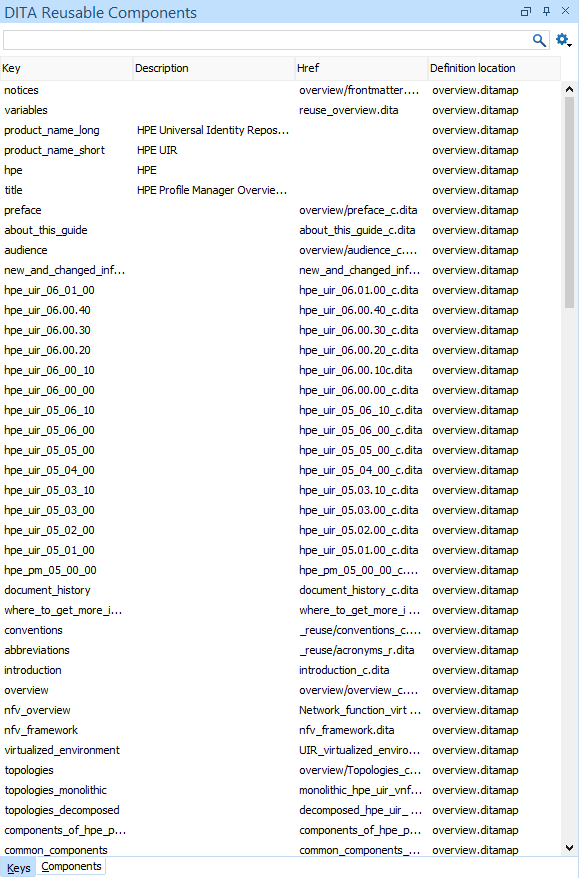 DITA Reusable Components
Key Description Href Definition location
notices overview/frontmatter.... overview.ditamap
variables reuse_overview.dita overview.ditamap
product_name_long HPE Universal Identity Repos... overview.ditamap
product_name_short HPE UIR overview.ditamap
hpe HPE overview.ditamap
title HPE Profile Manager Overvie... overview.ditamap
preface overview/preface_c.dita overview.ditamap
about_this_guide about_this_guide_c.dita overview.ditamap
audience overview/audience_c.... overview.ditamap
new_and_changed_inf... new_and_changed_inf... overview.ditamap
hpe_uir_06_01_00 hpe_uir_06.01.00_c.dita overview.ditamap
hpe_uir_06.00.40 hpe_uir_06.00.40_c.dita overview.ditamap
hpe_uir_06.00.30 hpe_uir_06.00.30_c.dita overview.ditamap
hpe_uir_06.00.20 hpe_uir_06.00.20_c.dita overview.ditamap
hpe_uir_06_00_10 hpe_uir_06.00.10c.dita overview.ditamap
hpe_uir_06_00_00 hpe_uir_06.00.00_c.dita overview.ditamap
hpe_uir_05_06_10 hpe_uir_05_06_10_c.dita overview.ditamap
hpe_uir_05_06_00 hpe_uir_05_06_00_c.dita overview.ditamap
hpe_uir_05_05_00 hpe_uir_05_05_00_c.dita overview.ditamap
hpe_uir_05_04_00 hpe_uir_05_04_00_c.dita overview.ditamap
hpe_uir_05_03_10 hpe_uir_05.03.10_c.dita overview.ditamap
hpe_uir_05_03_00 hpe_uir_05.03.00_c.dita overview.ditamap
hpe_uir_05_02_00 hpe_uir_05.02.00_c.dita overview.ditamap
hpe_uir_05_01_00 hpe_uir_05.01.00_c.dita overview.ditamap
hpe_pm_05_00_00 hpe_pm_05_00_00_c.... overview.ditamap
document_history document_history_c.dita overview.ditamap
where_to_get_more_i... where_to_get_more_i ... overview.ditamap
conventions _reuse/conventions_c.... overview.ditamap
abbreviations _reuse/acronyms_r.dita overview.ditamap
introduction introduction_c.dita overview.ditamap
overview overview/overview_c.... overview.ditamap
nfv_overview Network_function_virt ... overview.ditamap
nfv_framework nfv_framework.dita overview.ditamap
virtualized_environment UIR_virtualized_enviro... overview.ditamap
topologies overview/Topologies_c... overview.ditamap
topologies_monolithic monolithic_hpe_uir_vnf... overview.ditamap
topologies_decomposed decomposed_hpe_uir_ ... overview.ditamap
components_of_hpe_p... components_of_hpe_p... overview.ditamap
common_components common_components_... overview.ditamap
Keys Components